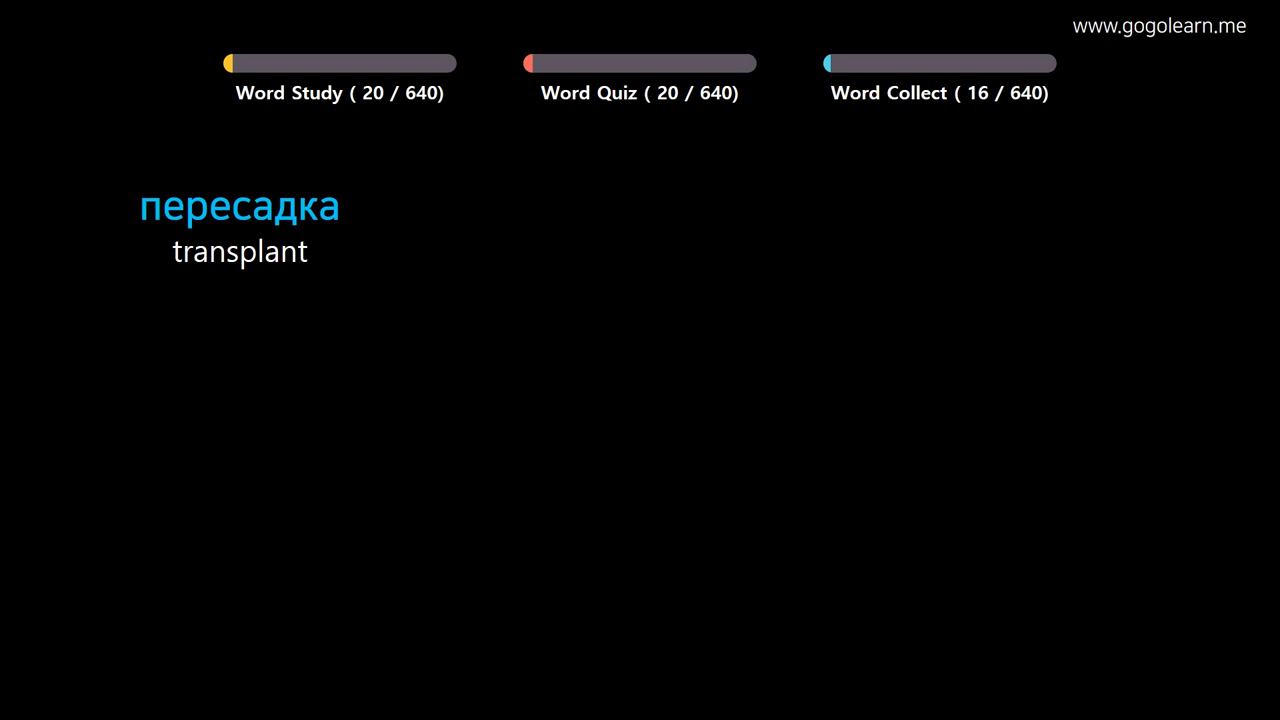 www.gogolearn.me
Word Study ( 20 / 640)
Word Quiz ( 20 / 640)
Word Collect ( 16 / 640)
пересадка
transplant